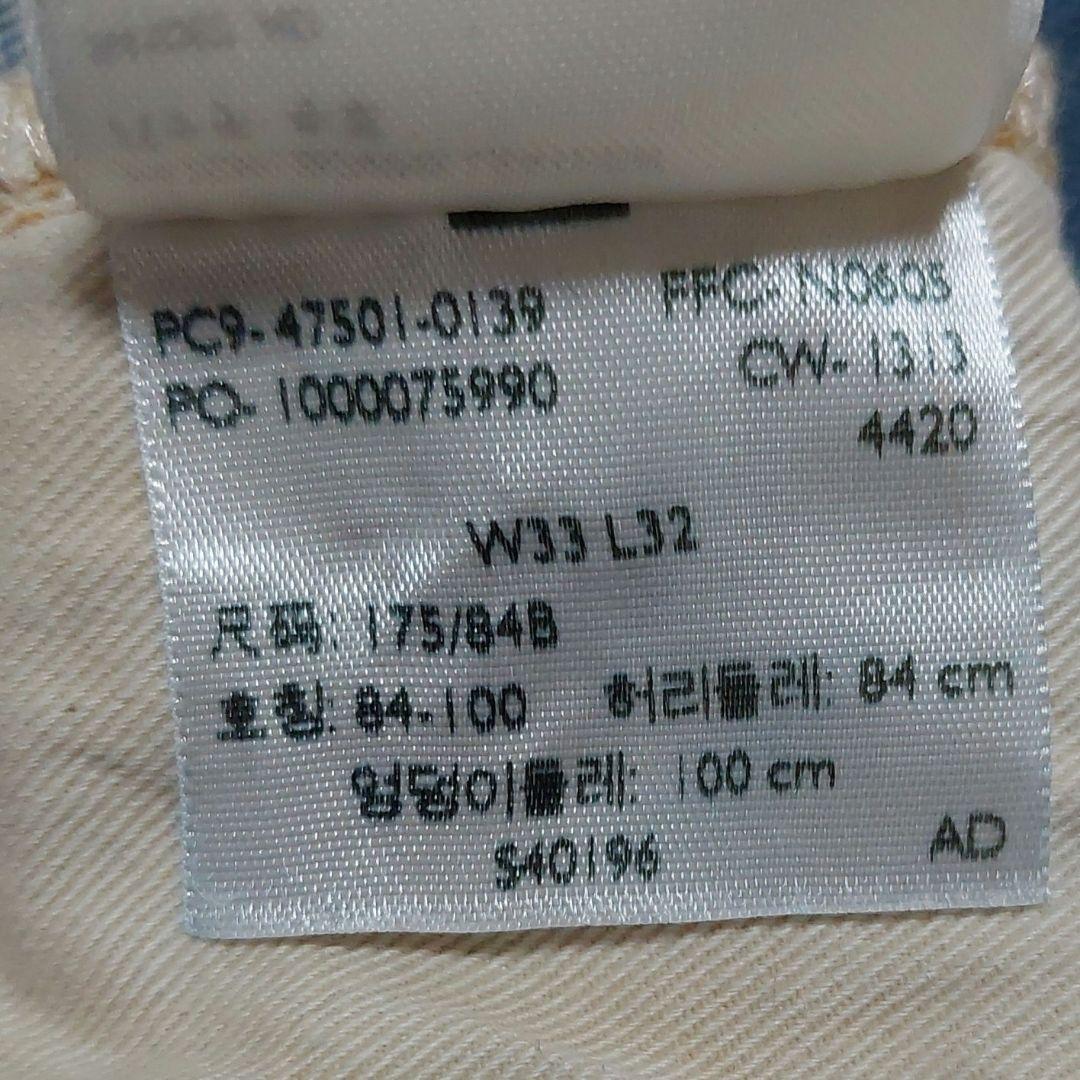 PC9-47501-0139 FFC- N0605
PO- 1000075990 CW- 1313
4420
W33 L32
尺码: 175/84B
호칭: 84-100 허리둘레: 84 cm
엉덩이둘레: 100 cm
S40196 AD